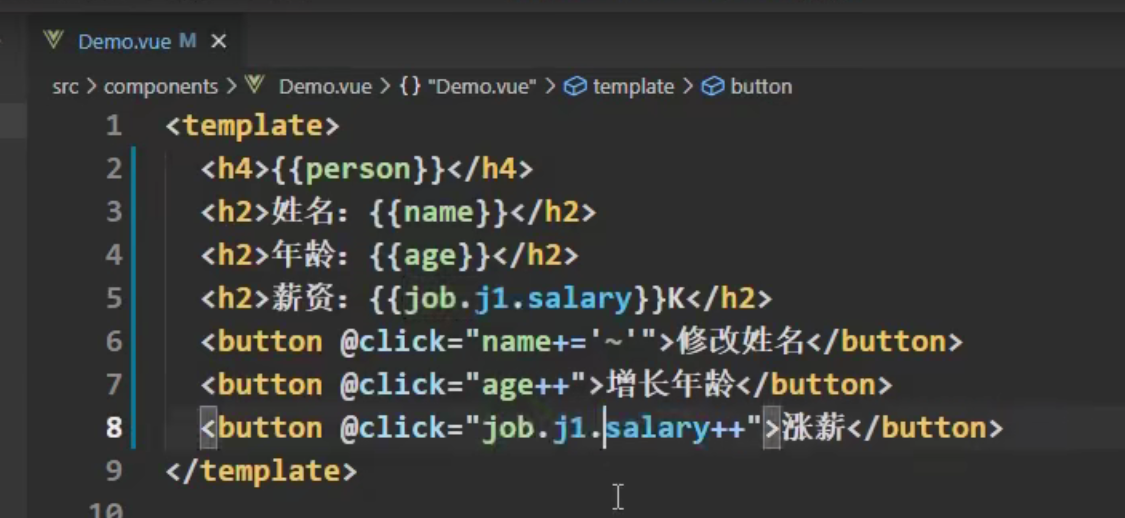 Demo.vue M ×
src > components > Demo.vue > {} "Demo.vue" > template > button
1 <template>
2 <h4>{{person}}</h4>
3 <h2>姓名：{{name}}</h2>
4 <h2>年龄：{{age}}</h2>
5 <h2>薪资：{{job.j1.salary}}K</h2>
6 <button @click="name+='~'">修改姓名</button>
7 <button @click="age++">增长年龄</button>
8 <button @click="job.j1.salary++">涨薪</button>
9 </template>
10